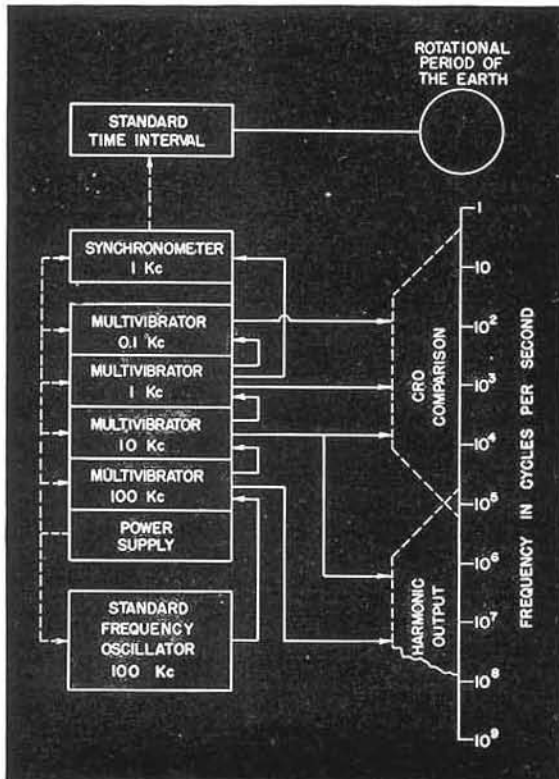 ROTATIONAL
PERIOD OF
THE EARTH
STANDARD
TIME INTERVAL
SYNCHRONOMETER
1 Kc
MULTIVIBRATOR
0.1 Kc
MULTIVIBRATOR
1 Kc
MULTIVIBRATOR
10 Kc
MULTIVIBRATOR
100 Kc
POWER
SUPPLY
STANDARD
FREQUENCY
OSCILLATOR
100 Kc
CRO
COMPARISON
HARMONIC
OUTPUT
1
10
10²
10³
10⁴
10⁵
10⁶
10⁷
10⁸
10⁹
FREQUENCY IN CYCLES PER SECOND